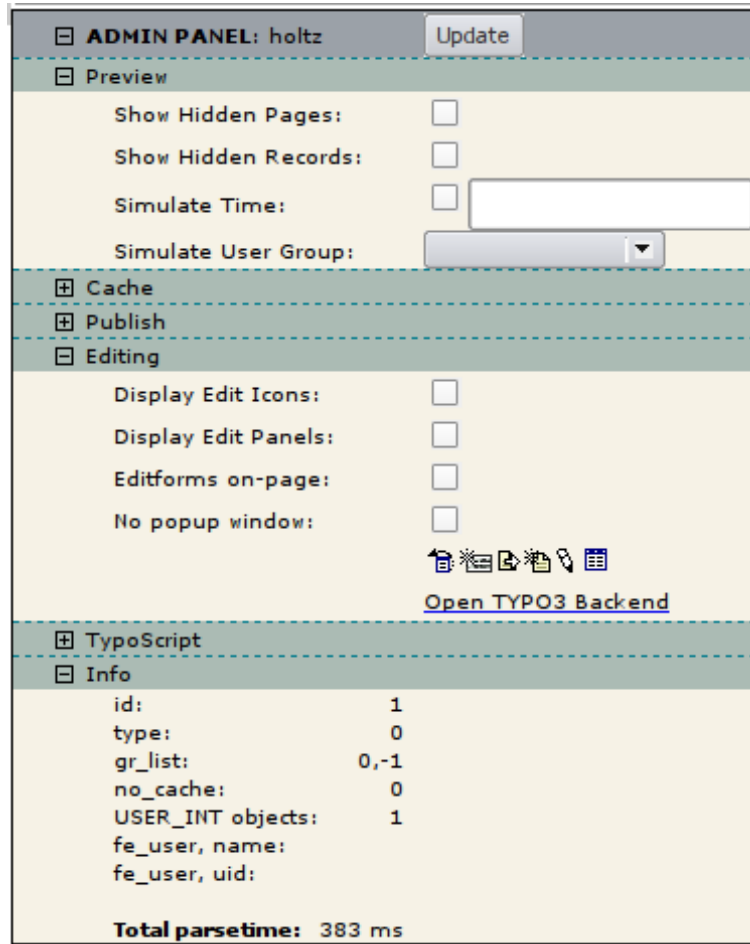 ADMIN PANEL: holtz Update
Preview
Show Hidden Pages:
Show Hidden Records:
Simulate Time:
Simulate User Group:
Cache
Publish
Editing
Display Edit Icons:
Display Edit Panels:
Editforms on-page:
No popup window:
Open TYPO3 Backend
TypoScript
Info
id: 1
type: 0
gr_list: 0,-1
no_cache: 0
USER_INT objects: 1
fe_user, name:
fe_user, uid:
Total parsetime: 383 ms